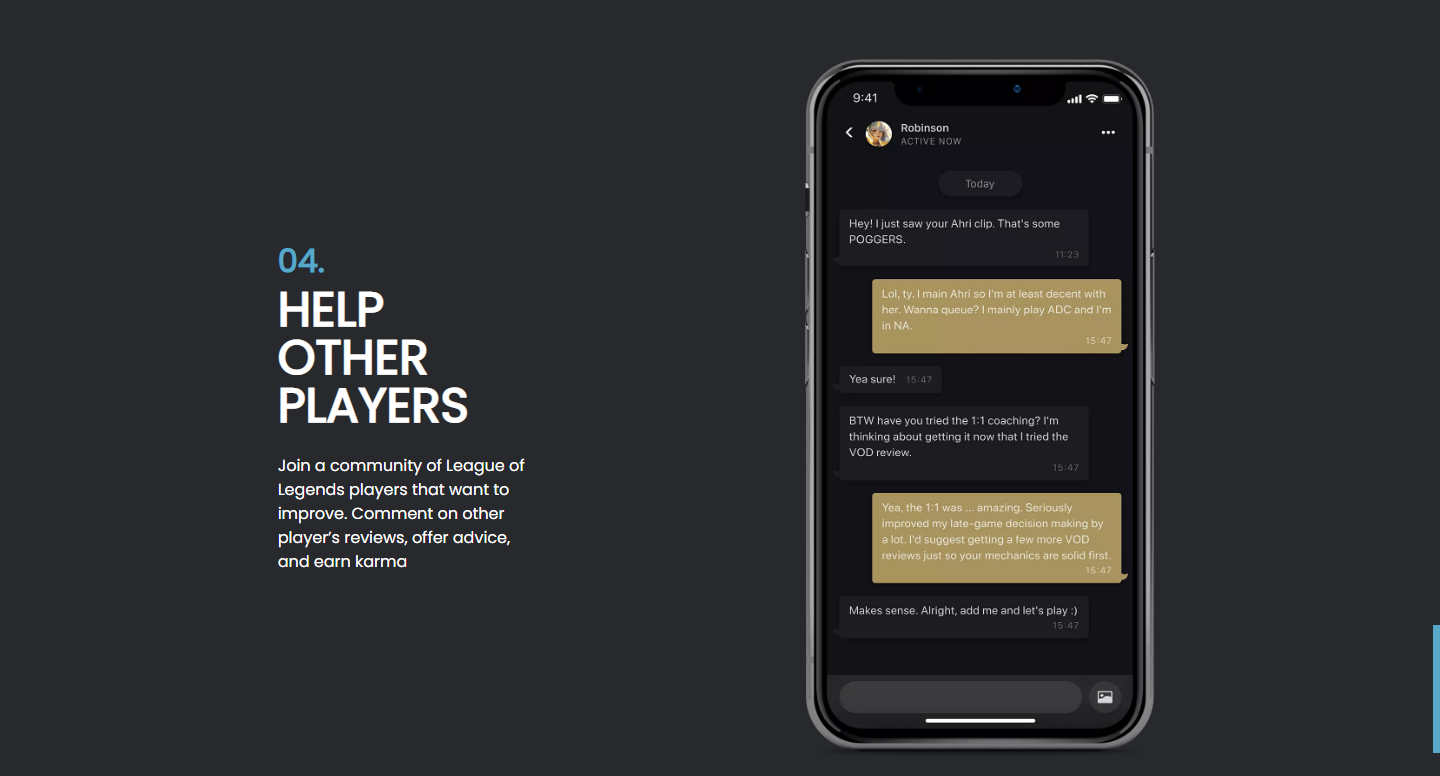 04.
HELP
OTHER
PLAYERS
Join a community of League of
Legends players that want to
improve. Comment on other
player's reviews, offer advice,
and earn karma
9:41
Robinson
ACTIVE NOW
Today
Hey! I just saw your Ahri clip. That's some
POGGERS.
11:23
Lol, ty. I main Ahri so I'm at least decent with
her. Wanna queue? I mainly play ADC and I'm
in NA.
15:47
Yea sure! 15:47
BTW have you tried the 1:1 coaching? I'm
thinking about getting it now that I tried the
VOD review.
15:47
Yea, the 1:1 was ... amazing. Seriously
improved my late-game decision making by
a lot. I'd suggest getting a few more VOD
reviews just so your mechanics are solid first.
15:47
Makes sense. Alright, add me and let's play :)
15:47